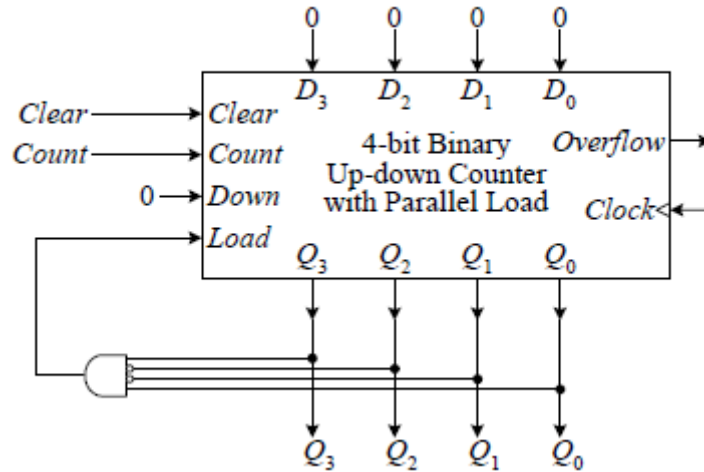 0 0 0 0
D3 D2 D1 D0
Clear Clear
Count Count
0 Down
Load
4-bit Binary
Up-down Counter
with Parallel Load
Overflow
Clock
Q3 Q2 Q1 Q0
Q3 Q2 Q1 Q0